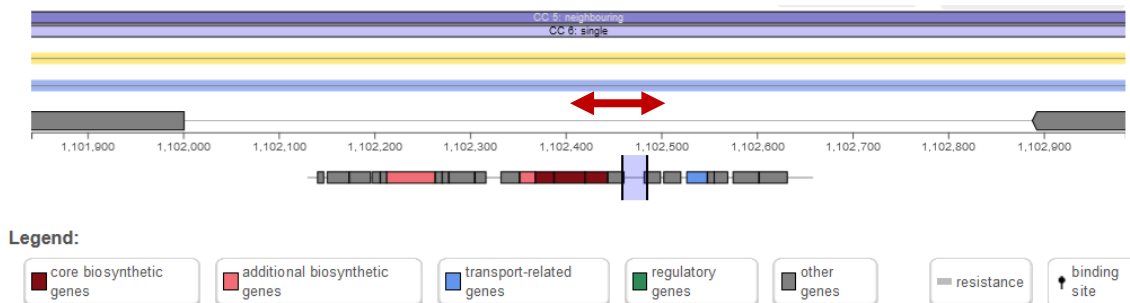 CC 5: neighbouring
CC 6: single
1,101,900 1,102,000 1,102,100 1,102,200 1,102,300 1,102,400 1,102,500 1,102,600 1,102,700 1,102,800 1,102,900
Legend:
core biosynthetic genes
additional biosynthetic genes
transport-related genes
regulatory genes
other genes
resistance
binding site